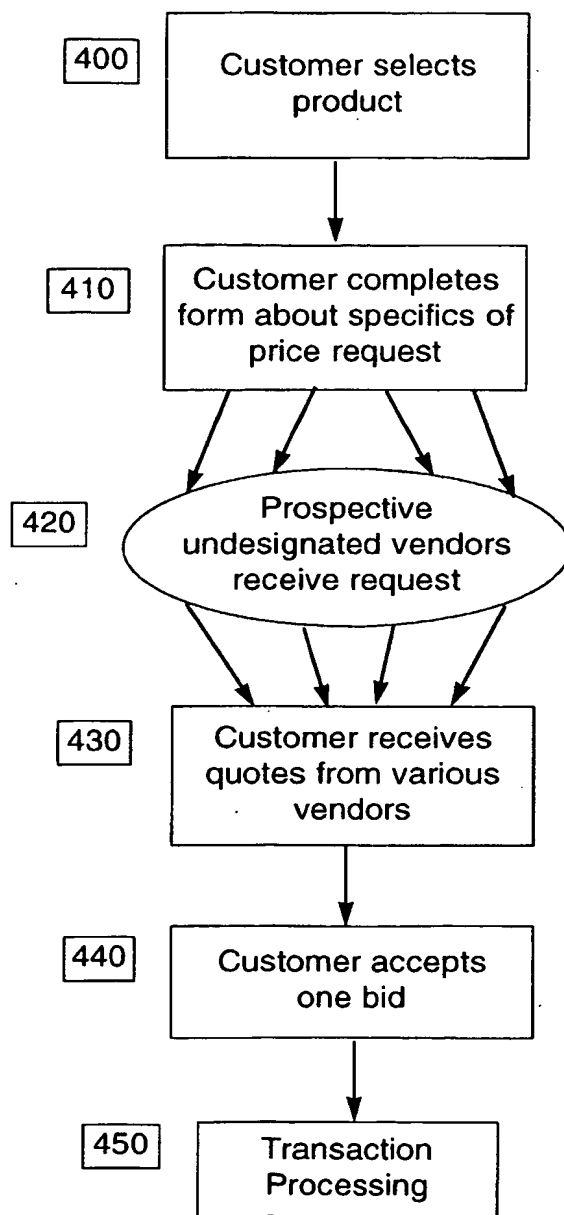 400
Customer selects
product
410
Customer completes
form about specifics of
price request
420
Prospective
undesignated vendors
receive request
430
Customer receives
quotes from various
vendors
440
Customer accepts
one bid
450
Transaction
Processing